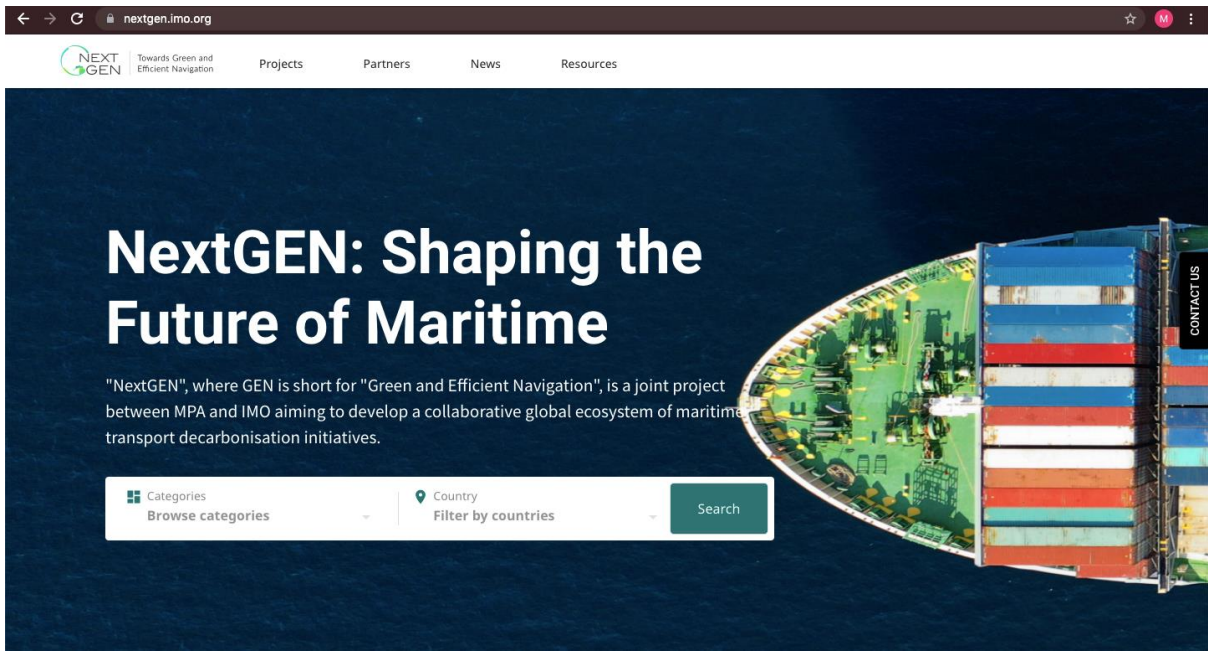 nextgen.imo.org
M
NEXT
GEN
Towards Green and
Efficient Navigation
Projects
Partners
News
Resources
NextGEN: Shaping the
Future of Maritime
"NextGEN", where GEN is short for "Green and Efficient Navigation", is a joint project
between MPA and IMO aiming to develop a collaborative global ecosystem of maritime
transport decarbonisation initiatives.
Categories
Browse categories
Country
Filter by countries
Search
CONTACT US